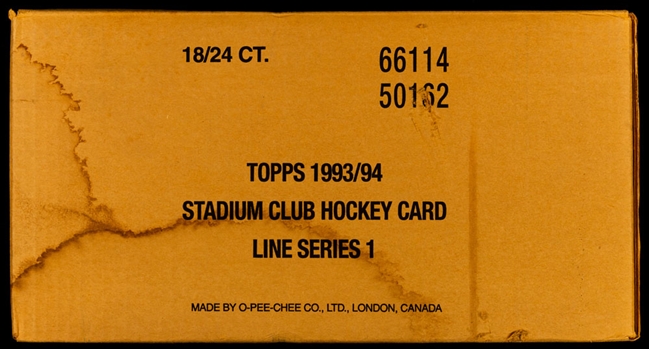 18/24 CT.
66114
50162
TOPPS 1993/94
STADIUM CLUB HOCKEY CARD
LINE SERIES 1
MADE BY O-PEE-CHEE CO., LTD., LONDON, CANADA